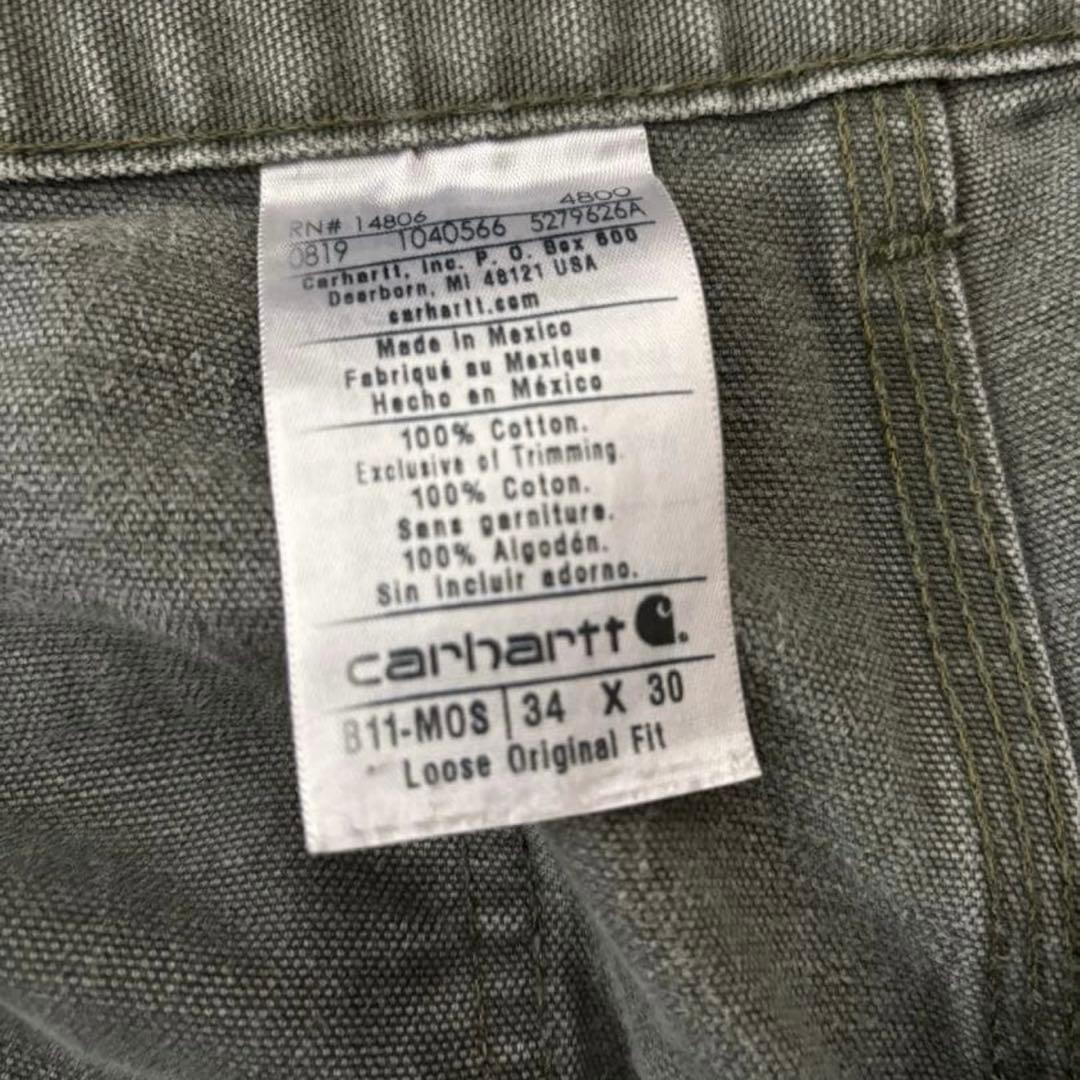 RN# 14806 4800
0819 1040566 5279626A
Carhartt, Inc. P. O. Box 600
Dearborn, MI 48121 USA
carhartt.com
Made in Mexico
Fabriqué au Mexique
Hecho en México
100% Cotton.
Exclusive of Trimming.
100% Coton.
Sans garniture.
100% Algodón.
Sin incluir adorno.
carhartt
B11-MOS 34 X 30
Loose Original Fit